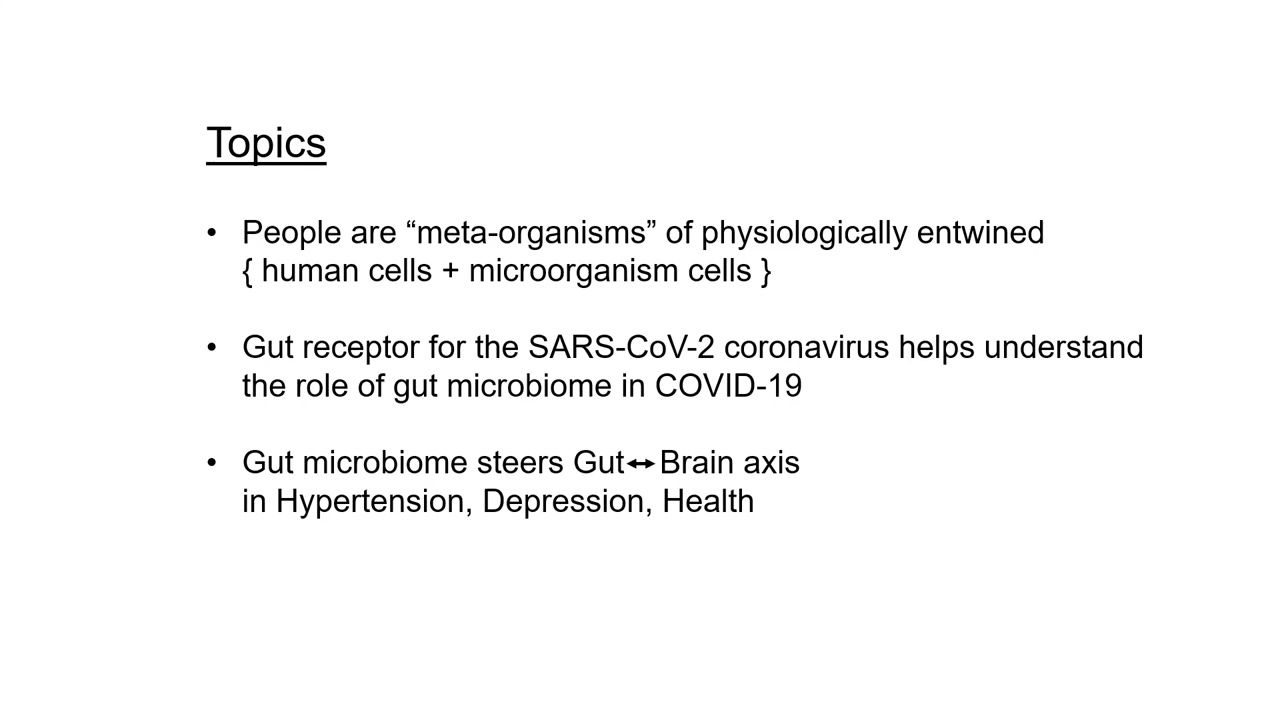 Topics
• People are “meta-organisms” of physiologically entwined
{ human cells + microorganism cells }
• Gut receptor for the SARS-CoV-2 coronavirus helps understand
the role of gut microbiome in COVID-19
• Gut microbiome steers Gut↔Brain axis
in Hypertension, Depression, Health